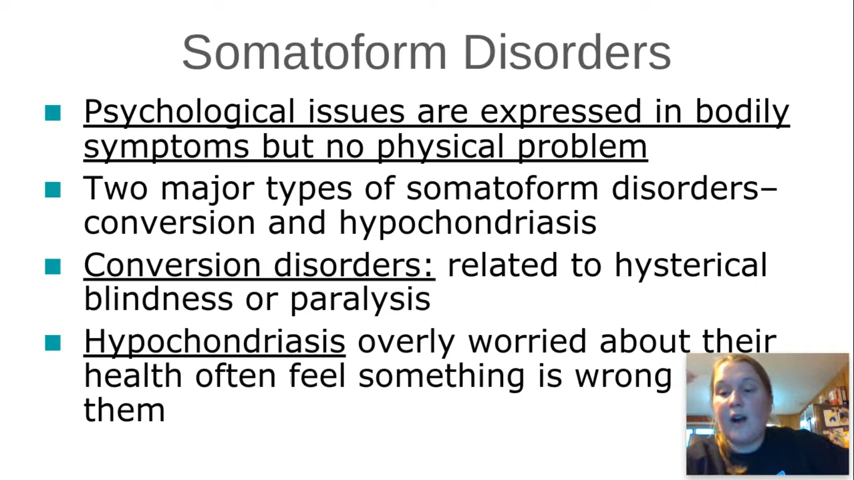 Somatoform Disorders
Psychological issues are expressed in bodily
symptoms but no physical problem
Two major types of somatoform disorders–
conversion and hypochondriasis
Conversion disorders: related to hysterical
blindness or paralysis
Hypochondriasis overly worried about their
health often feel something is wrong
them